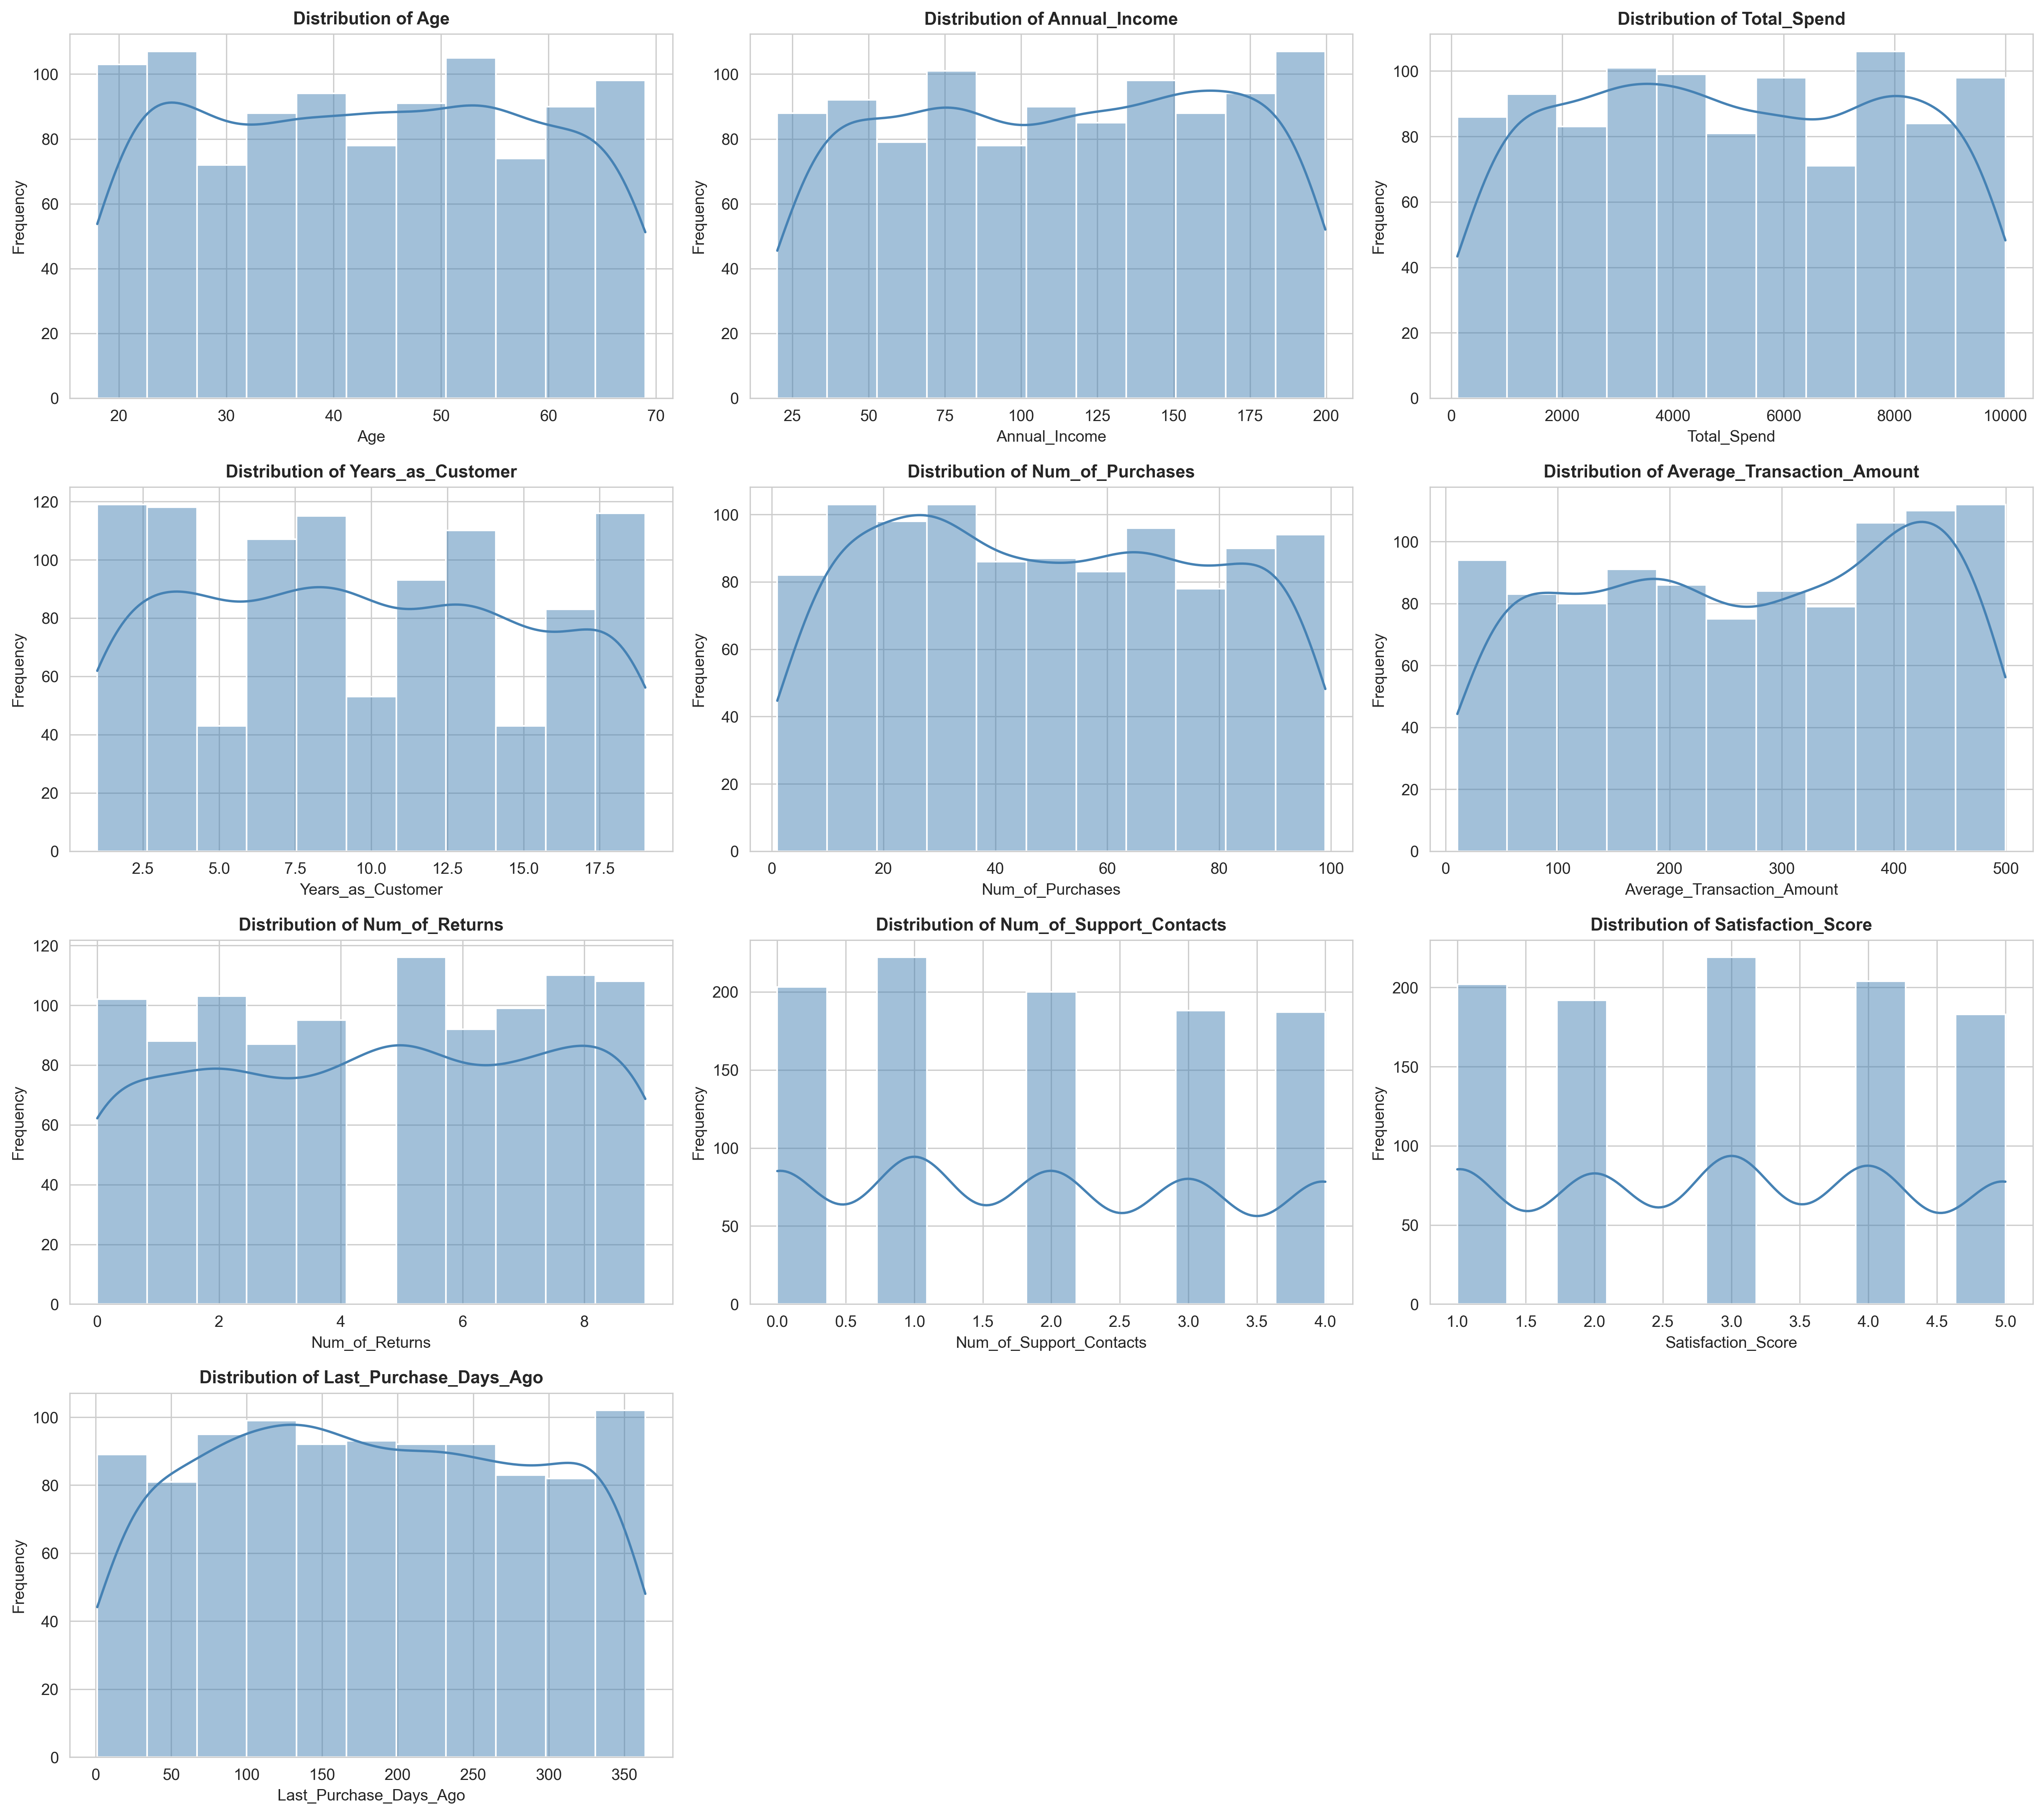 Distribution of Age
Frequency
100
80
60
40
20
0
20 30 40 50 60 70
Age
Distribution of Annual_Income
Frequency
100
80
60
40
20
0
25 50 75 100 125 150 175 200
Annual_Income
Distribution of Total_Spend
Frequency
100
80
60
40
20
0
0 2000 4000 6000 8000 10000
Total_Spend
Distribution of Years_as_Customer
Frequency
120
100
80
60
40
20
0
2.5 5.0 7.5 10.0 12.5 15.0 17.5
Years_as_Customer
Distribution of Num_of_Purchases
Frequency
100
80
60
40
20
0
0 20 40 60 80 100
Num_of_Purchases
Distribution of Average_Transaction_Amount
Frequency
100
80
60
40
20
0
0 100 200 300 400 500
Average_Transaction_Amount
Distribution of Num_of_Returns
Frequency
120
100
80
60
40
20
0
0 2 4 6 8
Num_of_Returns
Distribution of Num_of_Support_Contacts
Frequency
200
150
100
50
0
0.0 0.5 1.0 1.5 2.0 2.5 3.0 3.5 4.0
Num_of_Support_Contacts
Distribution of Satisfaction_Score
Frequency
200
150
100
50
0
1.0 1.5 2.0 2.5 3.0 3.5 4.0 4.5 5.0
Satisfaction_Score
Distribution of Last_Purchase_Days_Ago
Frequency
100
80
60
40
20
0
0 50 100 150 200 250 300 350
Last_Purchase_Days_Ago